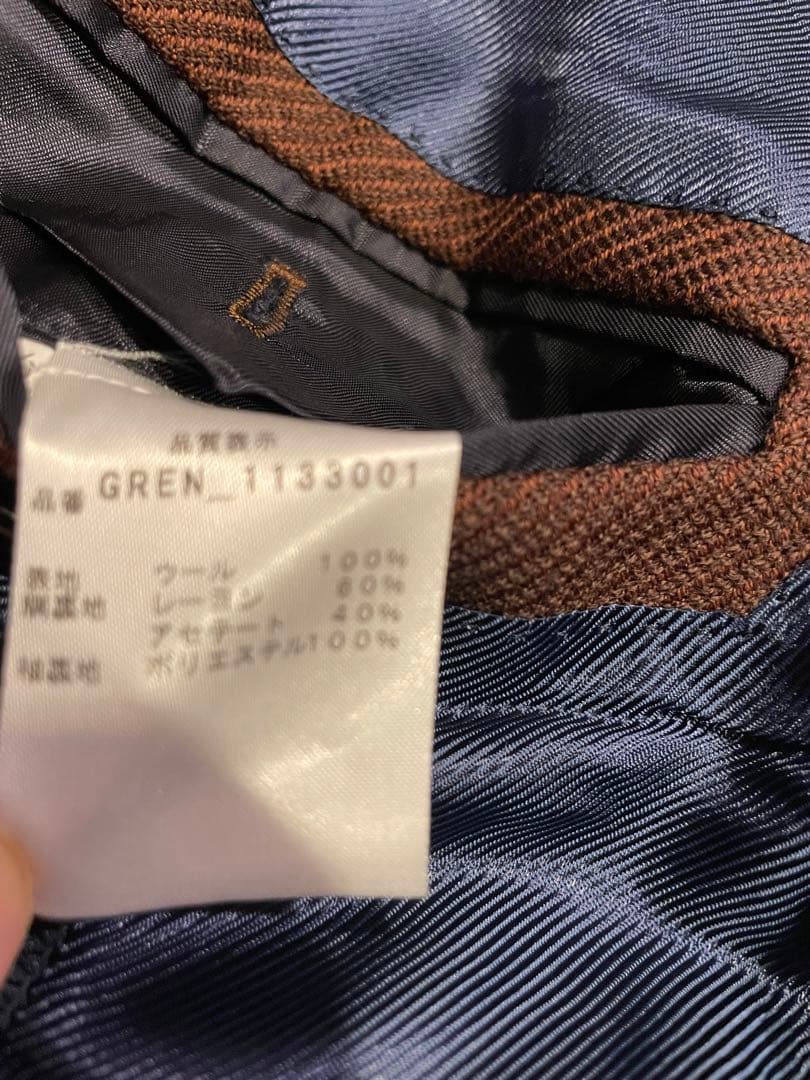 品質表示
品番 GREN_1133001
表地 ウール 100%
胴裏地 レーヨン 60%
アセテート 40%
袖裏地 ポリエステル100%